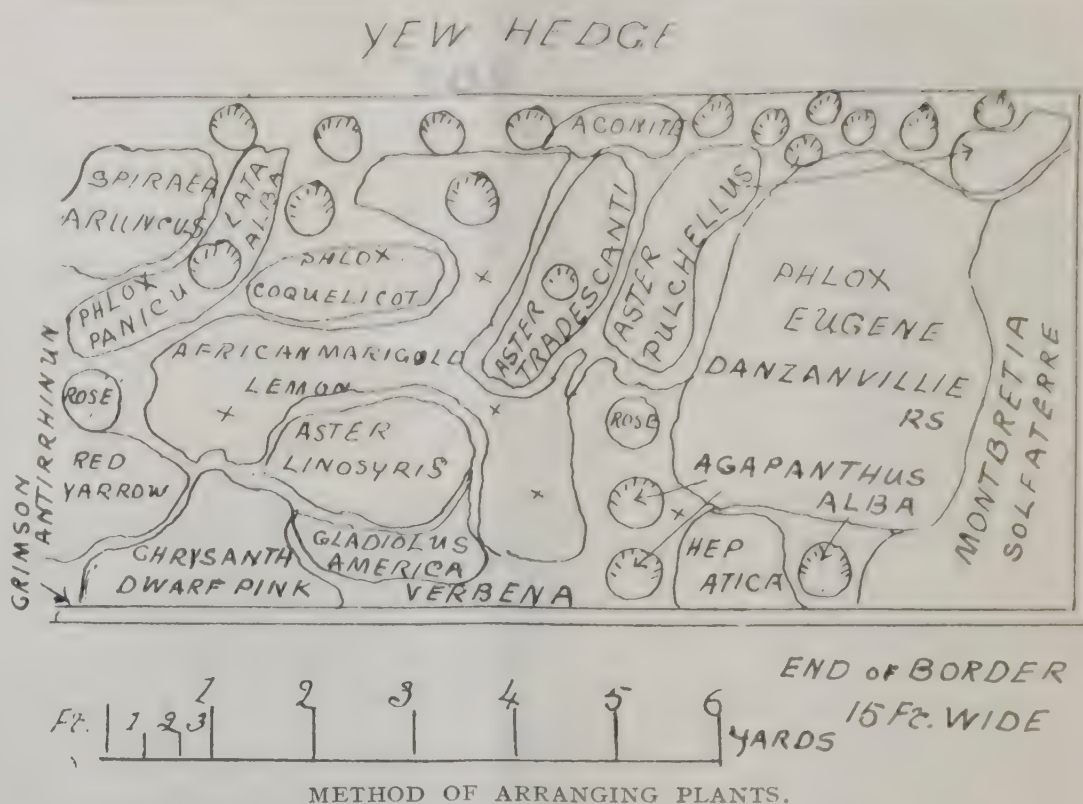 YEW HEDGE
ACONITE
SPIRAEA
ARUNCUS
LATA
ALBA
PHLOX
PANICU
PHLOX
COQUELICOT
ASTER
TRADESCANTI
ASTER
PULCHELLUS
PHLOX
EUGENE
DANZANVILLIE
RS
AFRICAN MARIGOLD
LEMON
ROSE
ROSE
ASTER
LINOSYRIS
RED
YARROW
AGAPANTHUS
ALBA
MONTBRETIA
SOLFATERRE
GRIMSON
ANTIRRHINUN
CHRYSANTH
DWARF PINK
GLADIOLUS
AMERICA
VERBENA
HEP
ATICA
Ft. 1 2 3
1 2 3 4 5 6
YARDS
END OF BORDER
15 Ft. WIDE
METHOD OF ARRANGING PLANTS.